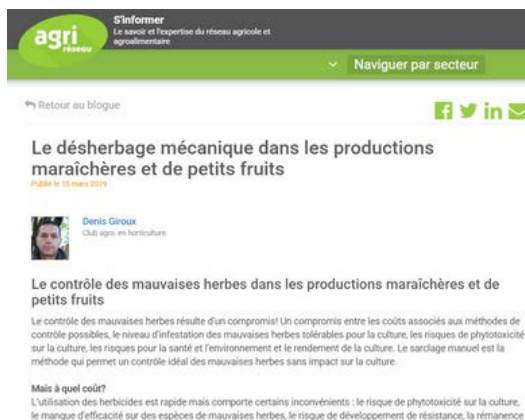 agri
réseau
S'informer
Le savoir et l'expertise du réseau agricole et
agroalimentaire
Naviguer par secteur
Retour au blogue
Le désherbage mécanique dans les productions
maraîchères et de petits fruits
Publié le 15 mars 2019
Denis Giroux
Club agro. en horticulture
Le contrôle des mauvaises herbes dans les productions maraîchères et de
petits fruits
Le contrôle des mauvaises herbes résulte d'un compromis! Un compromis entre les coûts associés aux méthodes de
contrôle possibles, le niveau d'infestation des mauvaises herbes tolérables pour la culture, les risques de phytotoxicité
sur la culture, les risques pour la santé et l'environnement et le rendement de la culture. Le sarclage manuel est la
méthode qui permet un contrôle idéal des mauvaises herbes sans impact sur la culture.
Mais à quel coût?
L'utilisation des herbicides est rapide mais comporte certains inconvénients : le risque de phytotoxicité sur la culture,
le manque d'efficacité sur des espèces de mauvaises herbes, le risque de développement de résistance, la rémanence